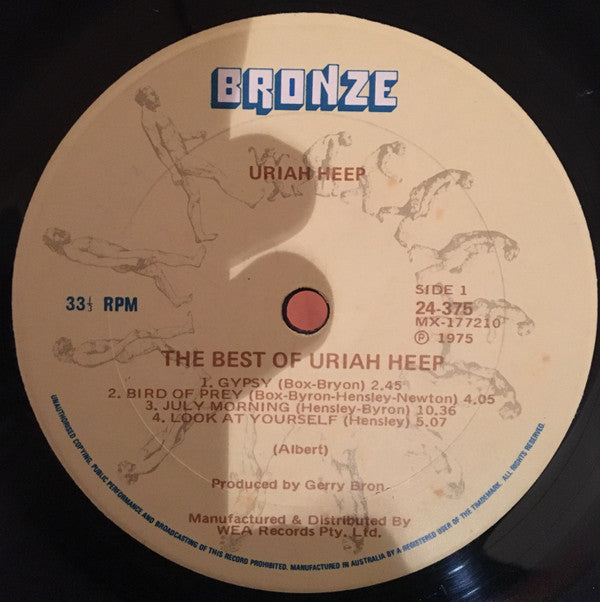 BRONZE
URIAH HEEP
33⅓ RPM
SIDE 1
24-375
MX-177210
℗ 1975
THE BEST OF URIAH HEEP
1. GYPSY (Box-Bryon) 2.45
2. BIRD OF PREY (Box-Byron-Hensley-Newton) 4.05
3. JULY MORNING (Hensley-Byron) 10.36
4. LOOK AT YOURSELF (Hensley) 5.07
(Albert)
Produced by Gerry Bron
Manufactured & Distributed By
WEA Records Pty. Ltd.
UNAUTHORISED COPYING, PUBLIC PERFORMANCE AND BROADCASTING OF THIS RECORD PROHIBITED. MANUFACTURED IN AUSTRALIA BY A REGISTERED USER OF THE TRADEMARK. ALL RIGHTS RESERVED.